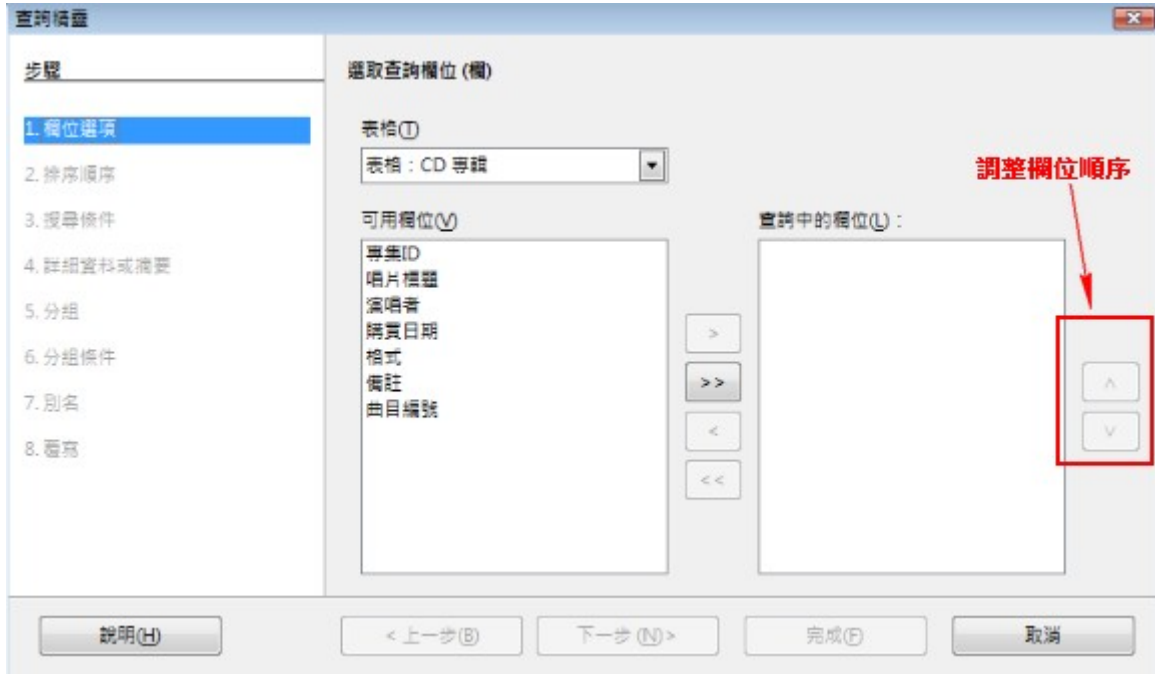 查詢精靈
步驟
1. 欄位選項
2. 排序順序
3. 搜尋條件
4. 詳細資料或摘要
5. 分組
6. 分組條件
7. 別名
8. 覆寫
選取查詢欄位 (欄)
表格(T)
表格：CD 專輯
調整欄位順序
可用欄位(V)
專集ID
唱片標題
演唱者
購買日期
格式
備註
曲目編號
>
>>
<
<<
查詢中的欄位(L)：
∧
∨
說明(H)
< 上一步(B)
下一步 (N) >
完成(F)
取消